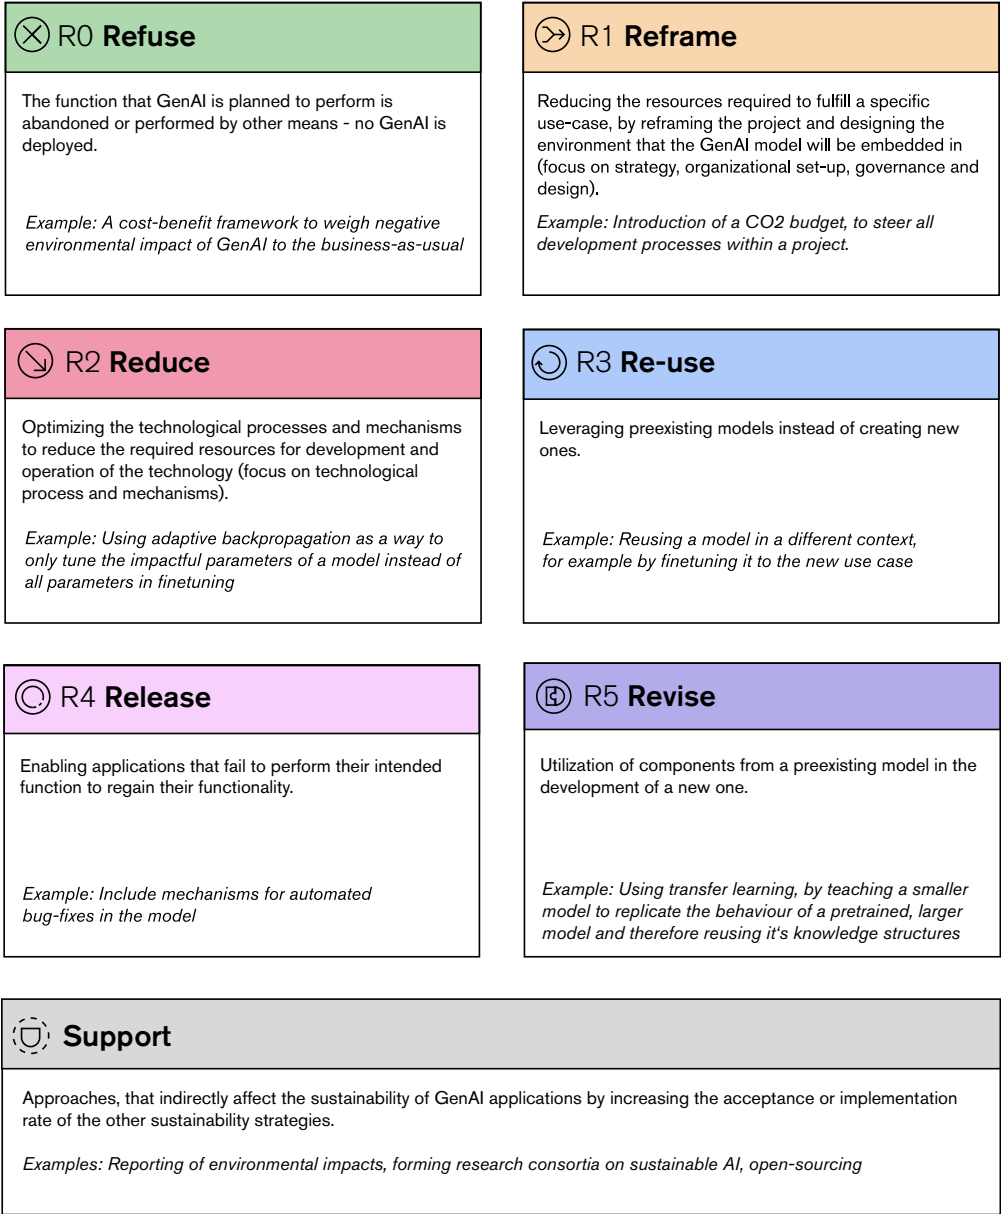 R0 Refuse
The function that GenAI is planned to perform is
abandoned or performed by other means - no GenAI is
deployed.
Example: A cost-benefit framework to weigh negative
environmental impact of GenAI to the business-as-usual
R1 Reframe
Reducing the resources required to fulfill a specific
use-case, by reframing the project and designing the
environment that the GenAI model will be embedded in
(focus on strategy, organizational set-up, governance and
design).
Example: Introduction of a CO2 budget, to steer all
development processes within a project.
R2 Reduce
Optimizing the technological processes and mechanisms
to reduce the required resources for development and
operation of the technology (focus on technological
process and mechanisms).
Example: Using adaptive backpropagation as a way to
only tune the impactful parameters of a model instead of
all parameters in finetuning
R3 Re-use
Leveraging preexisting models instead of creating new
ones.
Example: Reusing a model in a different context,
for example by finetuning it to the new use case
R4 Release
Enabling applications that fail to perform their intended
function to regain their functionality.
Example: Include mechanisms for automated
bug-fixes in the model
R5 Revise
Utilization of components from a preexisting model in the
development of a new one.
Example: Using transfer learning, by teaching a smaller
model to replicate the behaviour of a pretrained, larger
model and therefore reusing it‘s knowledge structures
Support
Approaches, that indirectly affect the sustainability of GenAI applications by increasing the acceptance or implementation
rate of the other sustainability strategies.
Examples: Reporting of environmental impacts, forming research consortia on sustainable AI, open-sourcing